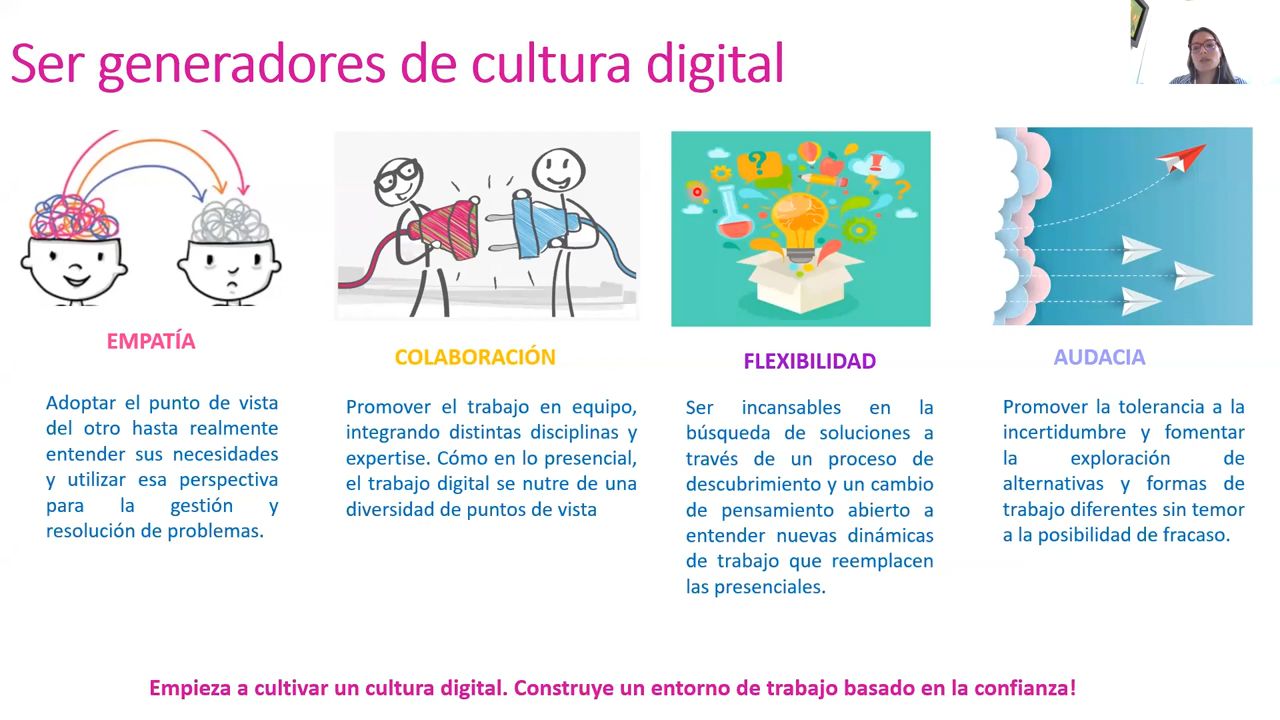 Ser generadores de cultura digital
EMPATÍA
Adoptar el punto de vista
del otro hasta realmente
entender sus necesidades
y utilizar esa perspectiva
para la gestión y
resolución de problemas.
COLABORACIÓN
Promover el trabajo en equipo,
integrando distintas disciplinas y
expertise. Cómo en lo presencial,
el trabajo digital se nutre de una
diversidad de puntos de vista
FLEXIBILIDAD
Ser incansables en la
búsqueda de soluciones a
través de un proceso de
descubrimiento y un cambio
de pensamiento abierto a
entender nuevas dinámicas
de trabajo que reemplacen
las presenciales.
AUDACIA
Promover la tolerancia a la
incertidumbre y fomentar
la exploración de
alternativas y formas de
trabajo diferentes sin temor
a la posibilidad de fracaso.
Empieza a cultivar un cultura digital. Construye un entorno de trabajo basado en la confianza!